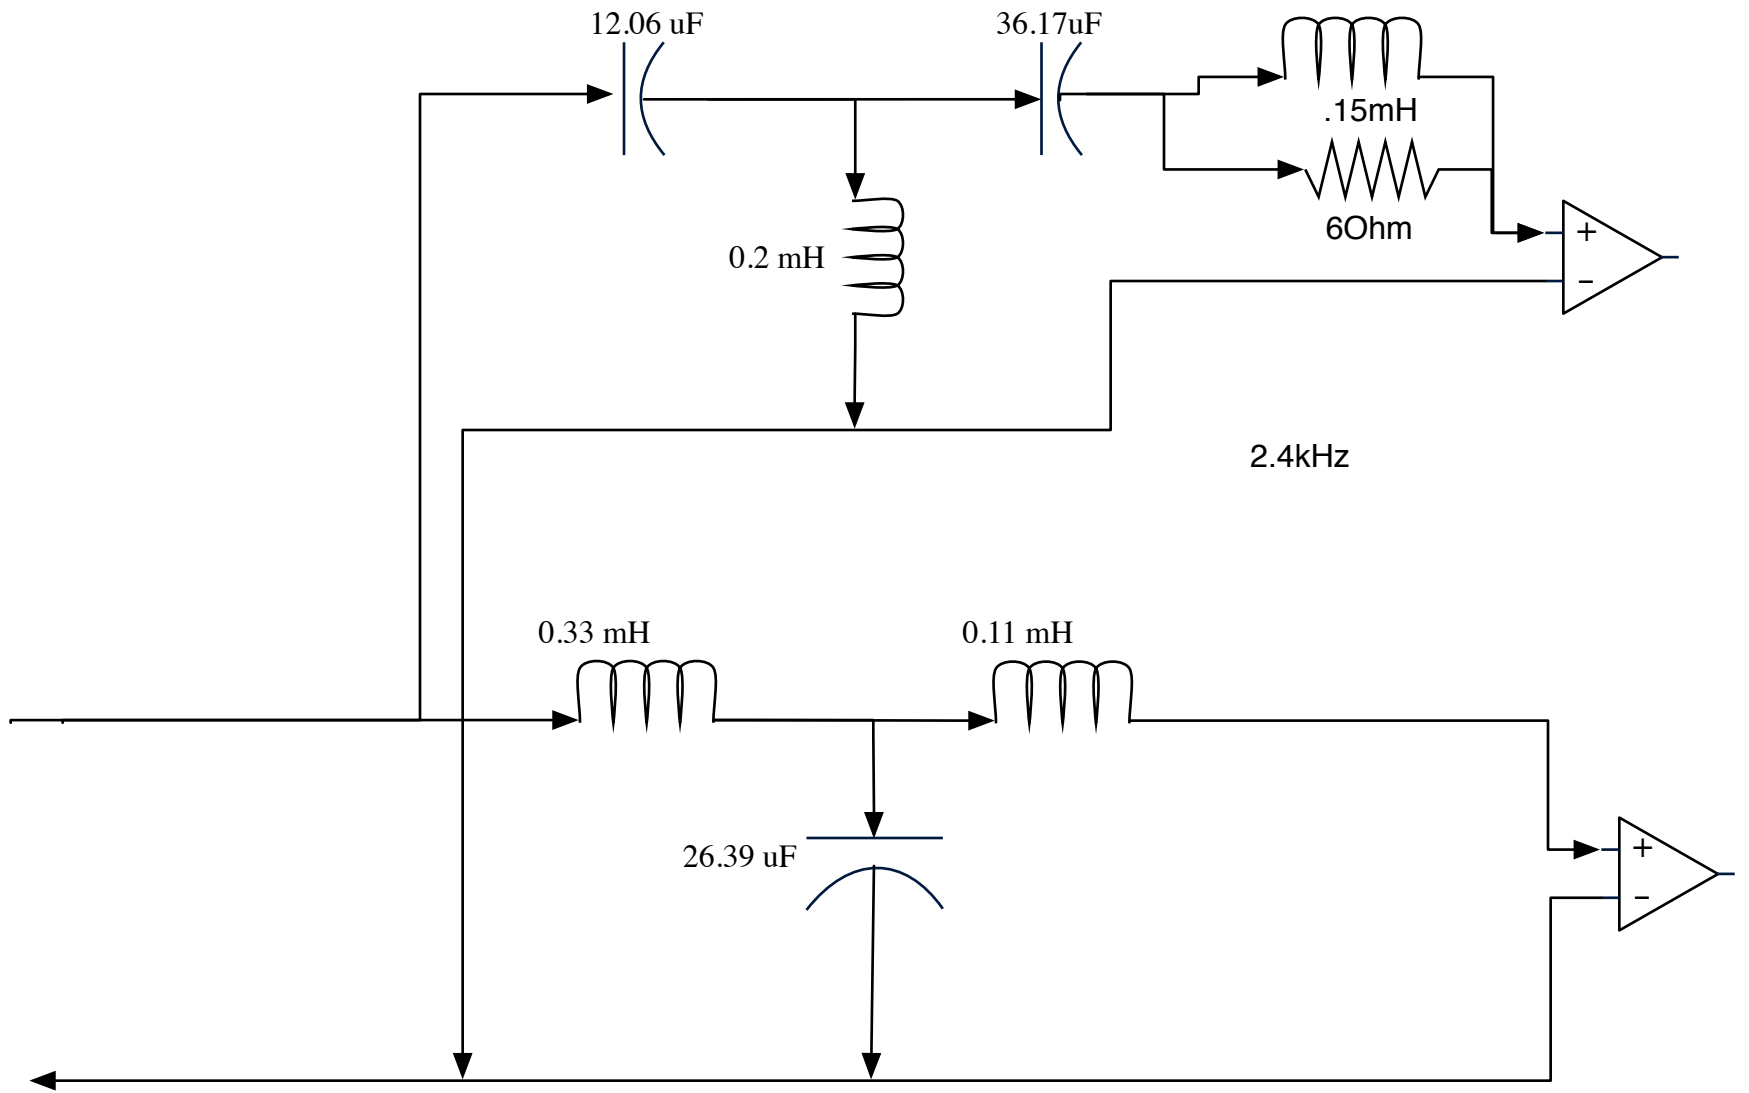 12.06 uF
36.17uF
.15mH
6Ohm
+
−
0.2 mH
2.4kHz
0.33 mH
0.11 mH
26.39 uF
+
−